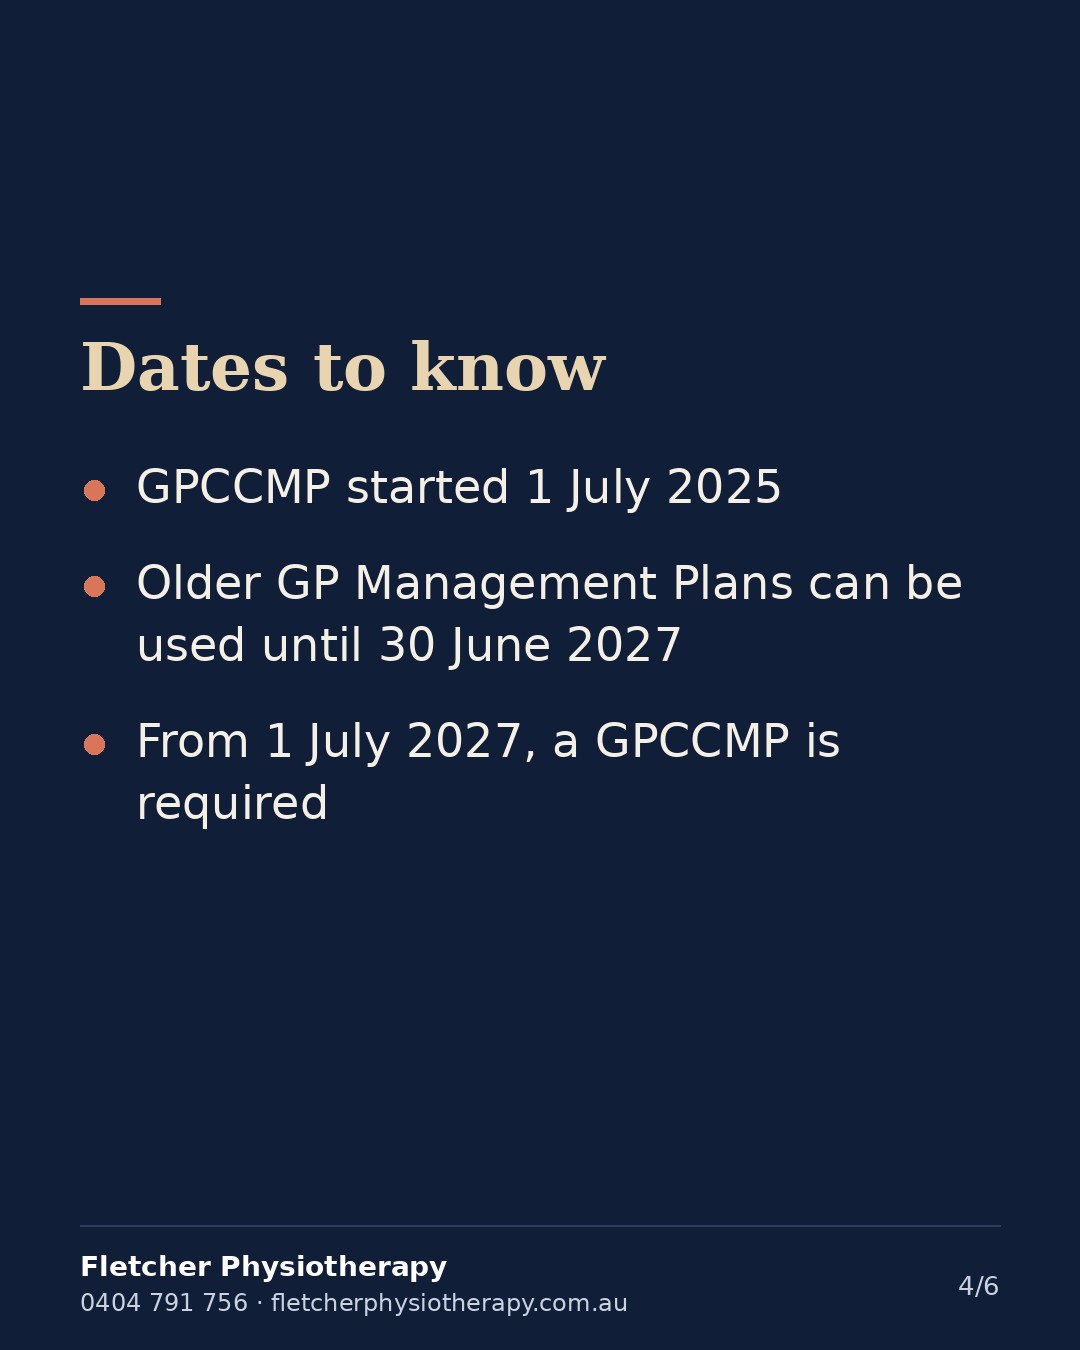 Dates to know
● GPCCMP started 1 July 2025
● Older GP Management Plans can be
used until 30 June 2027
● From 1 July 2027, a GPCCMP is
required
Fletcher Physiotherapy
0404 791 756 · fletcherphysiotherapy.com.au
4/6